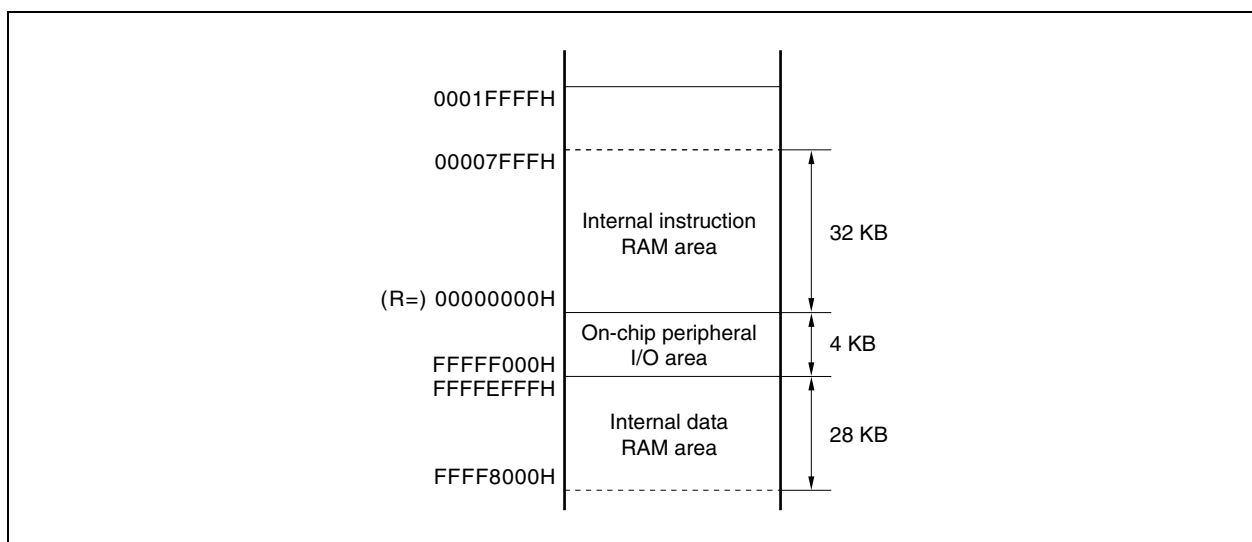 0001FFFFH
00007FFFH
Internal instruction
RAM area
32 KB
(R=) 00000000H
On-chip peripheral
I/O area
4 KB
FFFFF000H
FFFFEFFFH
Internal data
RAM area
28 KB
FFFF8000H